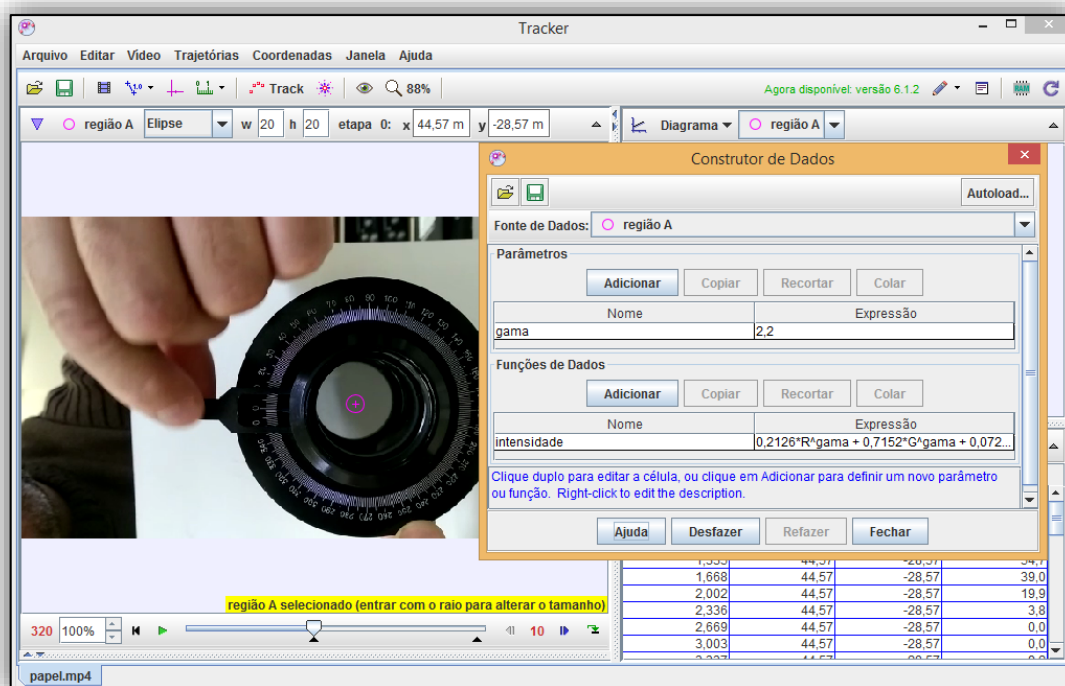 Tracker
Arquivo Editar Vídeo Trajetórias Coordenadas Janela Ajuda
Track 88% Agora disponível: versão 6.1.2
região A Elipse w 20 h 20 etapa 0: x 44,57 m y -28,57 m
Diagrama região A
Construtor de Dados
Autoload...
Fonte de Dados: região A
Parâmetros
Adicionar Copiar Recortar Colar
Nome Expressão
gama 2,2
Funções de Dados
Adicionar Copiar Recortar Colar
Nome Expressão
intensidade 0,2126*R^gama + 0,7152*G^gama + 0,072...
Clique duplo para editar a célula, ou clique em Adicionar para definir um novo parâmetro
ou função. Right-click to edit the description.
Ajuda Desfazer Refazer Fechar
1,668 44,57 -28,57 39,0
2,002 44,57 -28,57 19,9
2,336 44,57 -28,57 3,8
2,669 44,57 -28,57 0,0
3,003 44,57 -28,57 0,0
região A selecionado (entrar com o raio para alterar o tamanho)
320 100% 10
papel.mp4